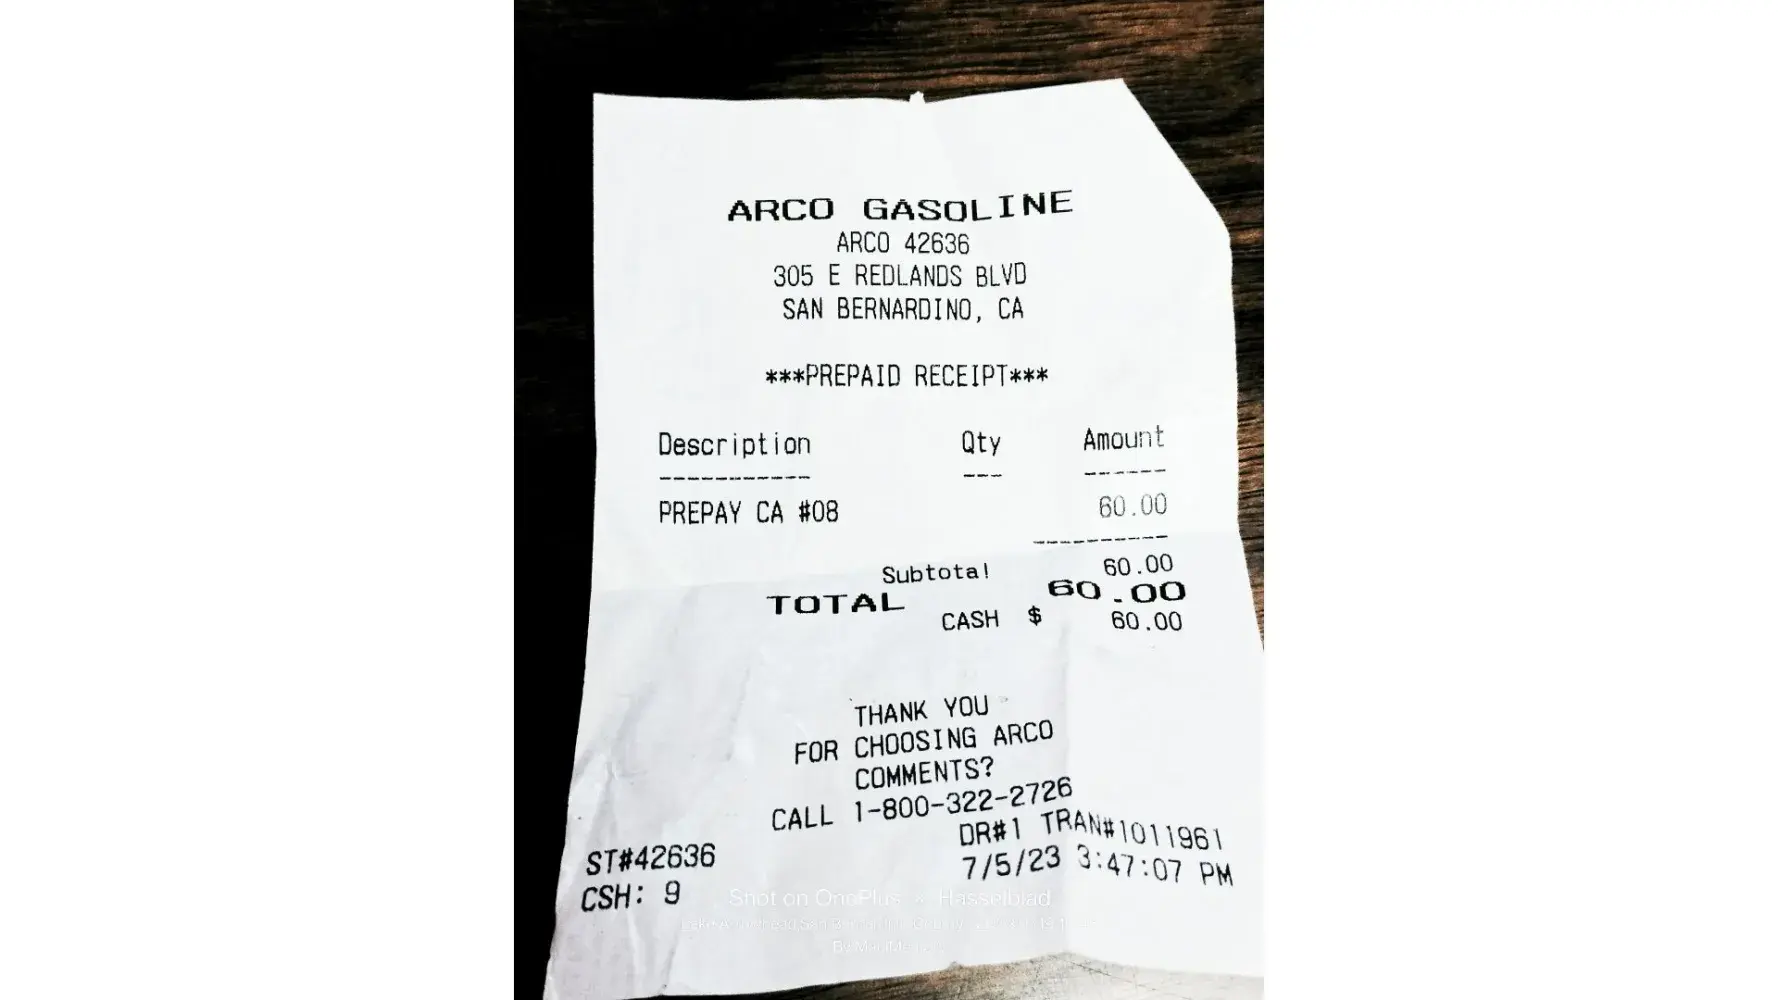 ARCO GASOLINE
ARCO 42636
305 E REDLANDS BLVD
SAN BERNARDINO, CA
***PREPAID RECEIPT***
Description Qty Amount
----------- --- ------
PREPAY CA #08 60.00
----------
Subtotal 60.00
TOTAL 60.00
CASH $ 60.00
THANK YOU
FOR CHOOSING ARCO
COMMENTS?
CALL 1-800-322-2726
DR#1 TRAN#1011961
ST#42636 7/5/23 3:47:07 PM
CSH: 9
Shot on OnePlus Hasselblad